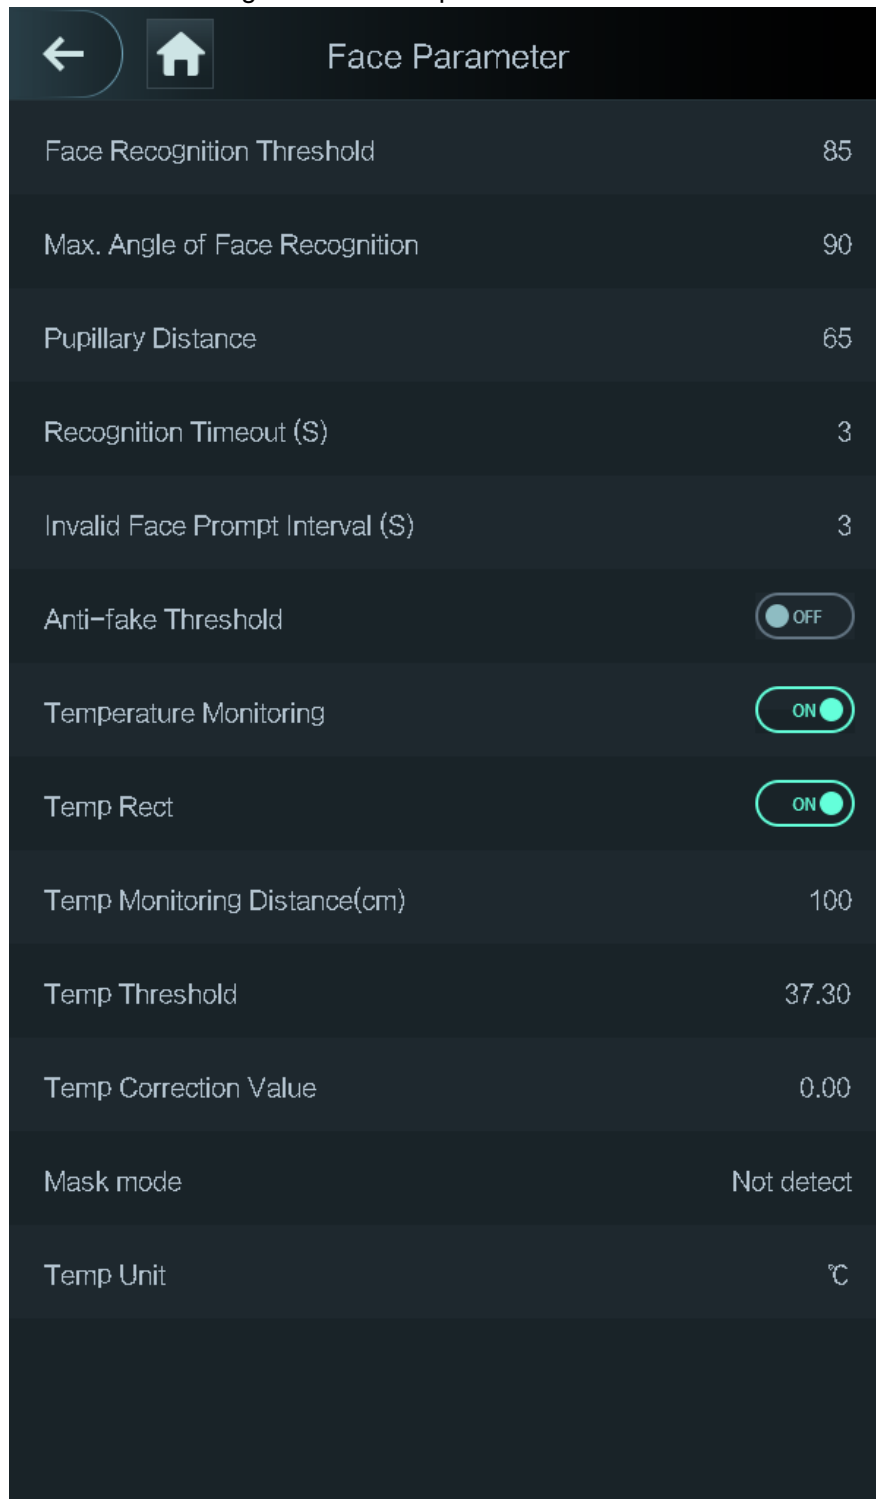 Face Parameter
Face Recognition Threshold 85
Max. Angle of Face Recognition 90
Pupillary Distance 65
Recognition Timeout (S) 3
Invalid Face Prompt Interval (S) 3
Anti-fake Threshold OFF
Temperature Monitoring ON
Temp Rect ON
Temp Monitoring Distance(cm) 100
Temp Threshold 37.30
Temp Correction Value 0.00
Mask mode Not detect
Temp Unit ℃